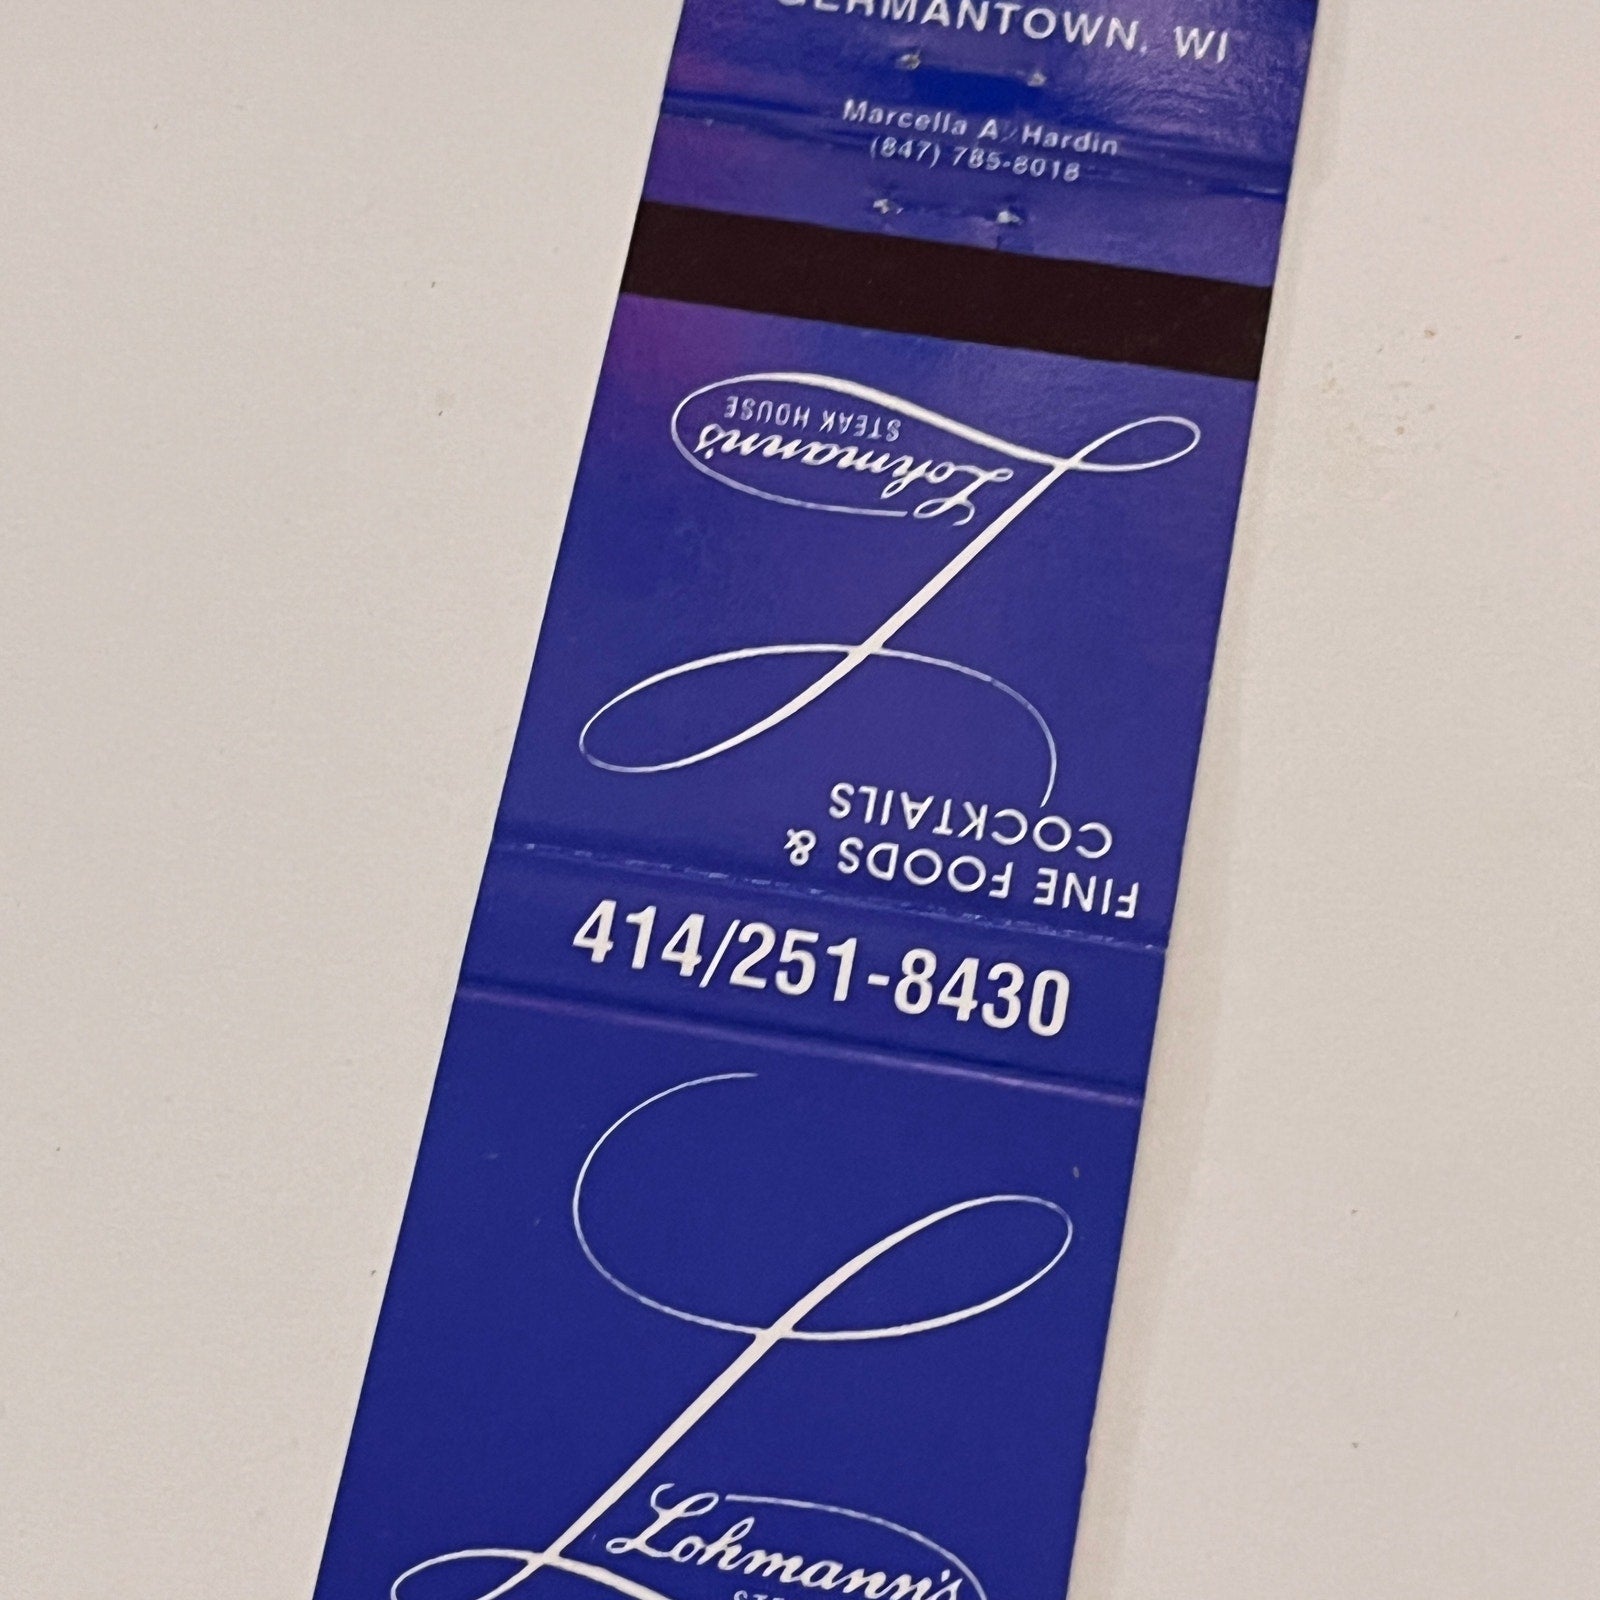 GERMANTOWN, WI
Marcella A. Hardin
(847) 785-8018
Lohmann's
STEAK HOUSE
FINE FOODS &
COCKTAILS
414/251-8430
Lohmann's